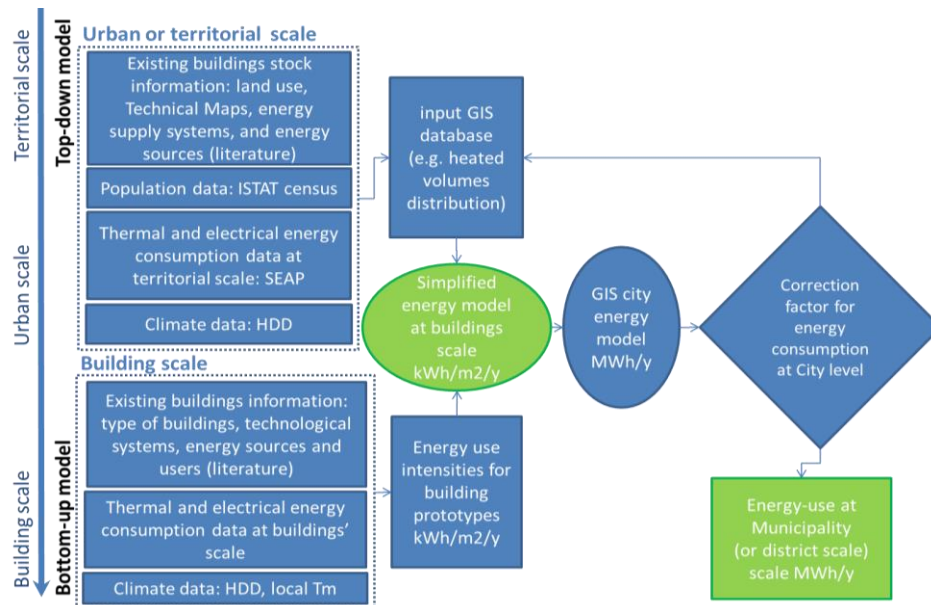 Territorial scale
Urban scale
Building scale
Top-down model
Bottom-up model
Urban or territorial scale
Existing buildings stock
information: land use,
Technical Maps, energy
supply systems, and energy
sources (literature)
Population data: ISTAT census
Thermal and electrical energy
consumption data at
territorial scale: SEAP
Climate data: HDD
Building scale
Existing buildings information:
type of buildings, technological
systems, energy sources and
users (literature)
Thermal and electrical energy
consumption data at buildings'
scale
Climate data: HDD, local Tm
input GIS
database
(e.g. heated
volumes
distribution)
Simplified
energy model
at buildings
scale
kWh/m2/y
Energy use
intensities for
building
prototypes
kWh/m2/y
GIS city
energy
model
MWh/y
Correction
factor for
energy
consumption
at City level
Energy-use at
Municipality
(or district scale)
scale MWh/y